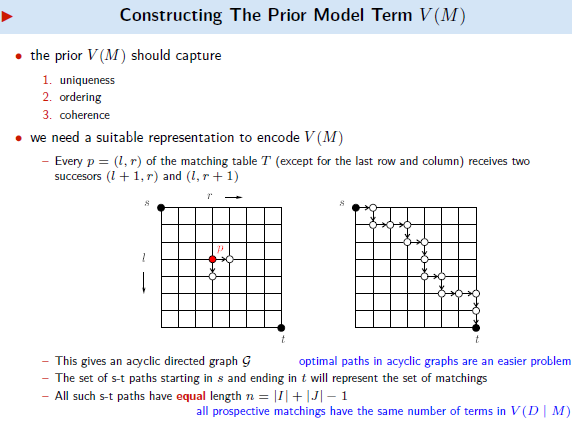 Constructing The Prior Model Term V(M)
• the prior V(M) should capture
1. uniqueness
2. ordering
3. coherence
• we need a suitable representation to encode V(M)
– Every p = (l, r) of the matching table T (except for the last row and column) receives two
succesors (l + 1, r) and (l, r + 1)
r
s
p
l
t
s
t
– This gives an acyclic directed graph 𝒢 optimal paths in acyclic graphs are an easier problem
– The set of s-t paths starting in s and ending in t will represent the set of matchings
– All such s-t paths have equal length n = |I| + |J| − 1
all prospective matchings have the same number of terms in V(D | M)